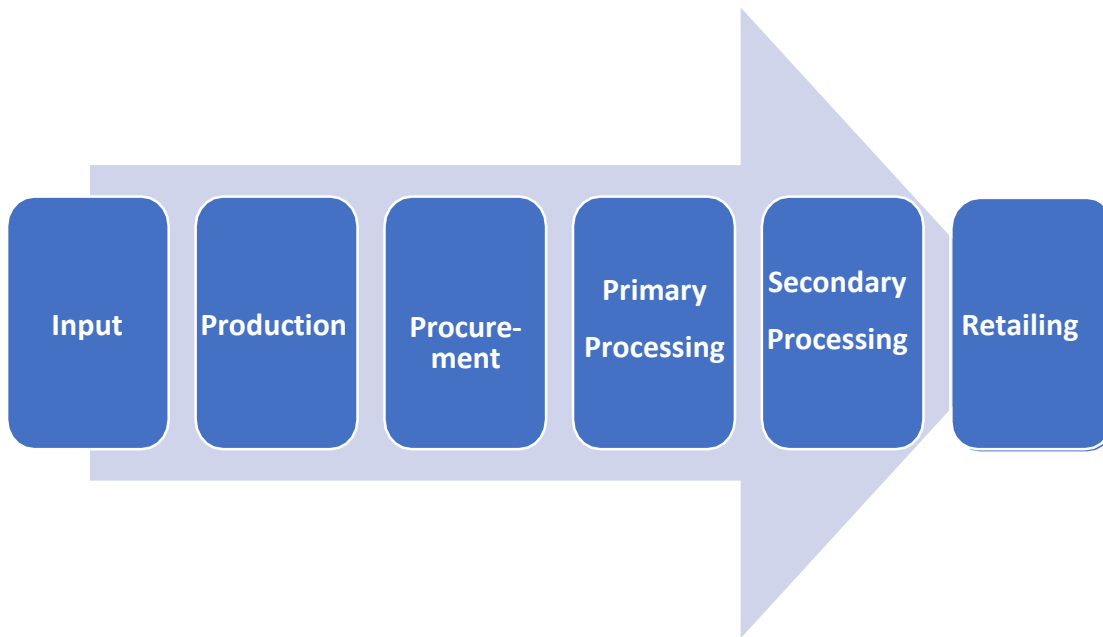 Input
Production
Procure-
ment
Primary
Processing
Secondary
Processing
Retailing